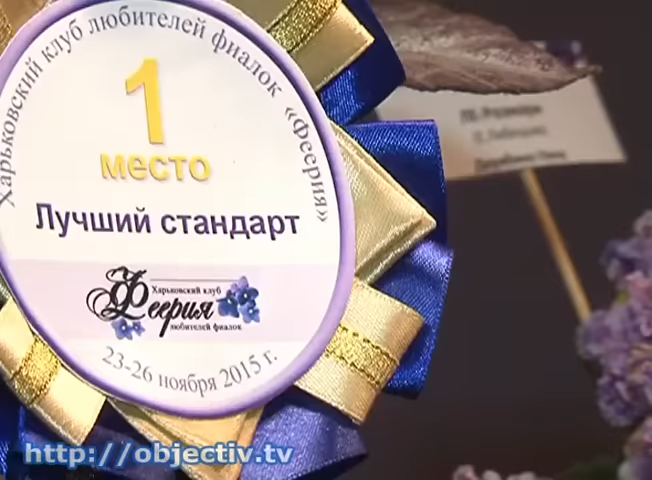 Харьковский клуб любителей фиалок «Феерия»
1
место
Лучший стандарт
Харьковский клуб
Феерия
любителей фиалок
23-26 ноября 2015 г.
http://objectiv.tv